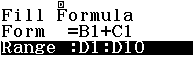 Fill Formula
Form =B1+C1
Range :D1:D10